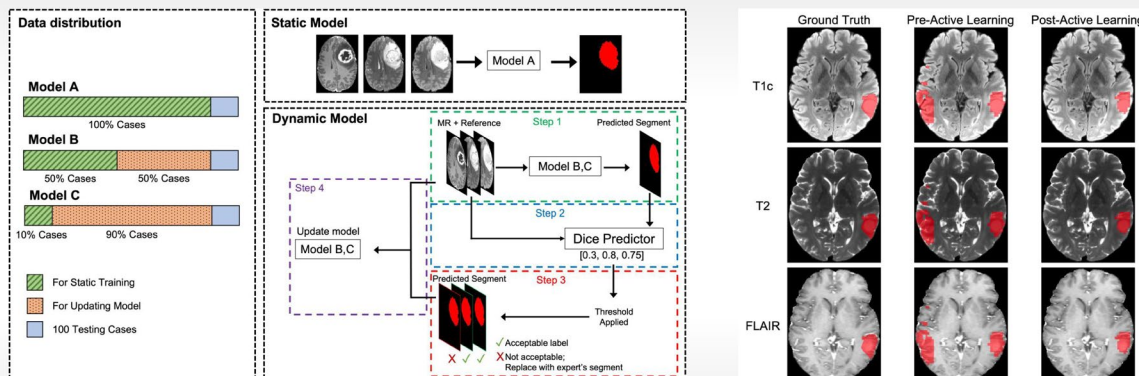 Data distribution
Model A
100% Cases
Model B
50% Cases 50% Cases
Model C
10% Cases 90% Cases
For Static Training
For Updating Model
100 Testing Cases
Static Model
Model A
Dynamic Model
Step 1
MR + Reference
Predicted Segment
Model B,C
Step 2
Dice Predictor
[0.3, 0.8, 0.75]
Step 3
Threshold
Applied
Predicted Segment
✓ Acceptable label
X ✓ ✓
X Not acceptable;
Replace with expert's segment
Step 4
Update model
Model B,C
Ground Truth Pre-Active Learning Post-Active Learning
T1c
T2
FLAIR